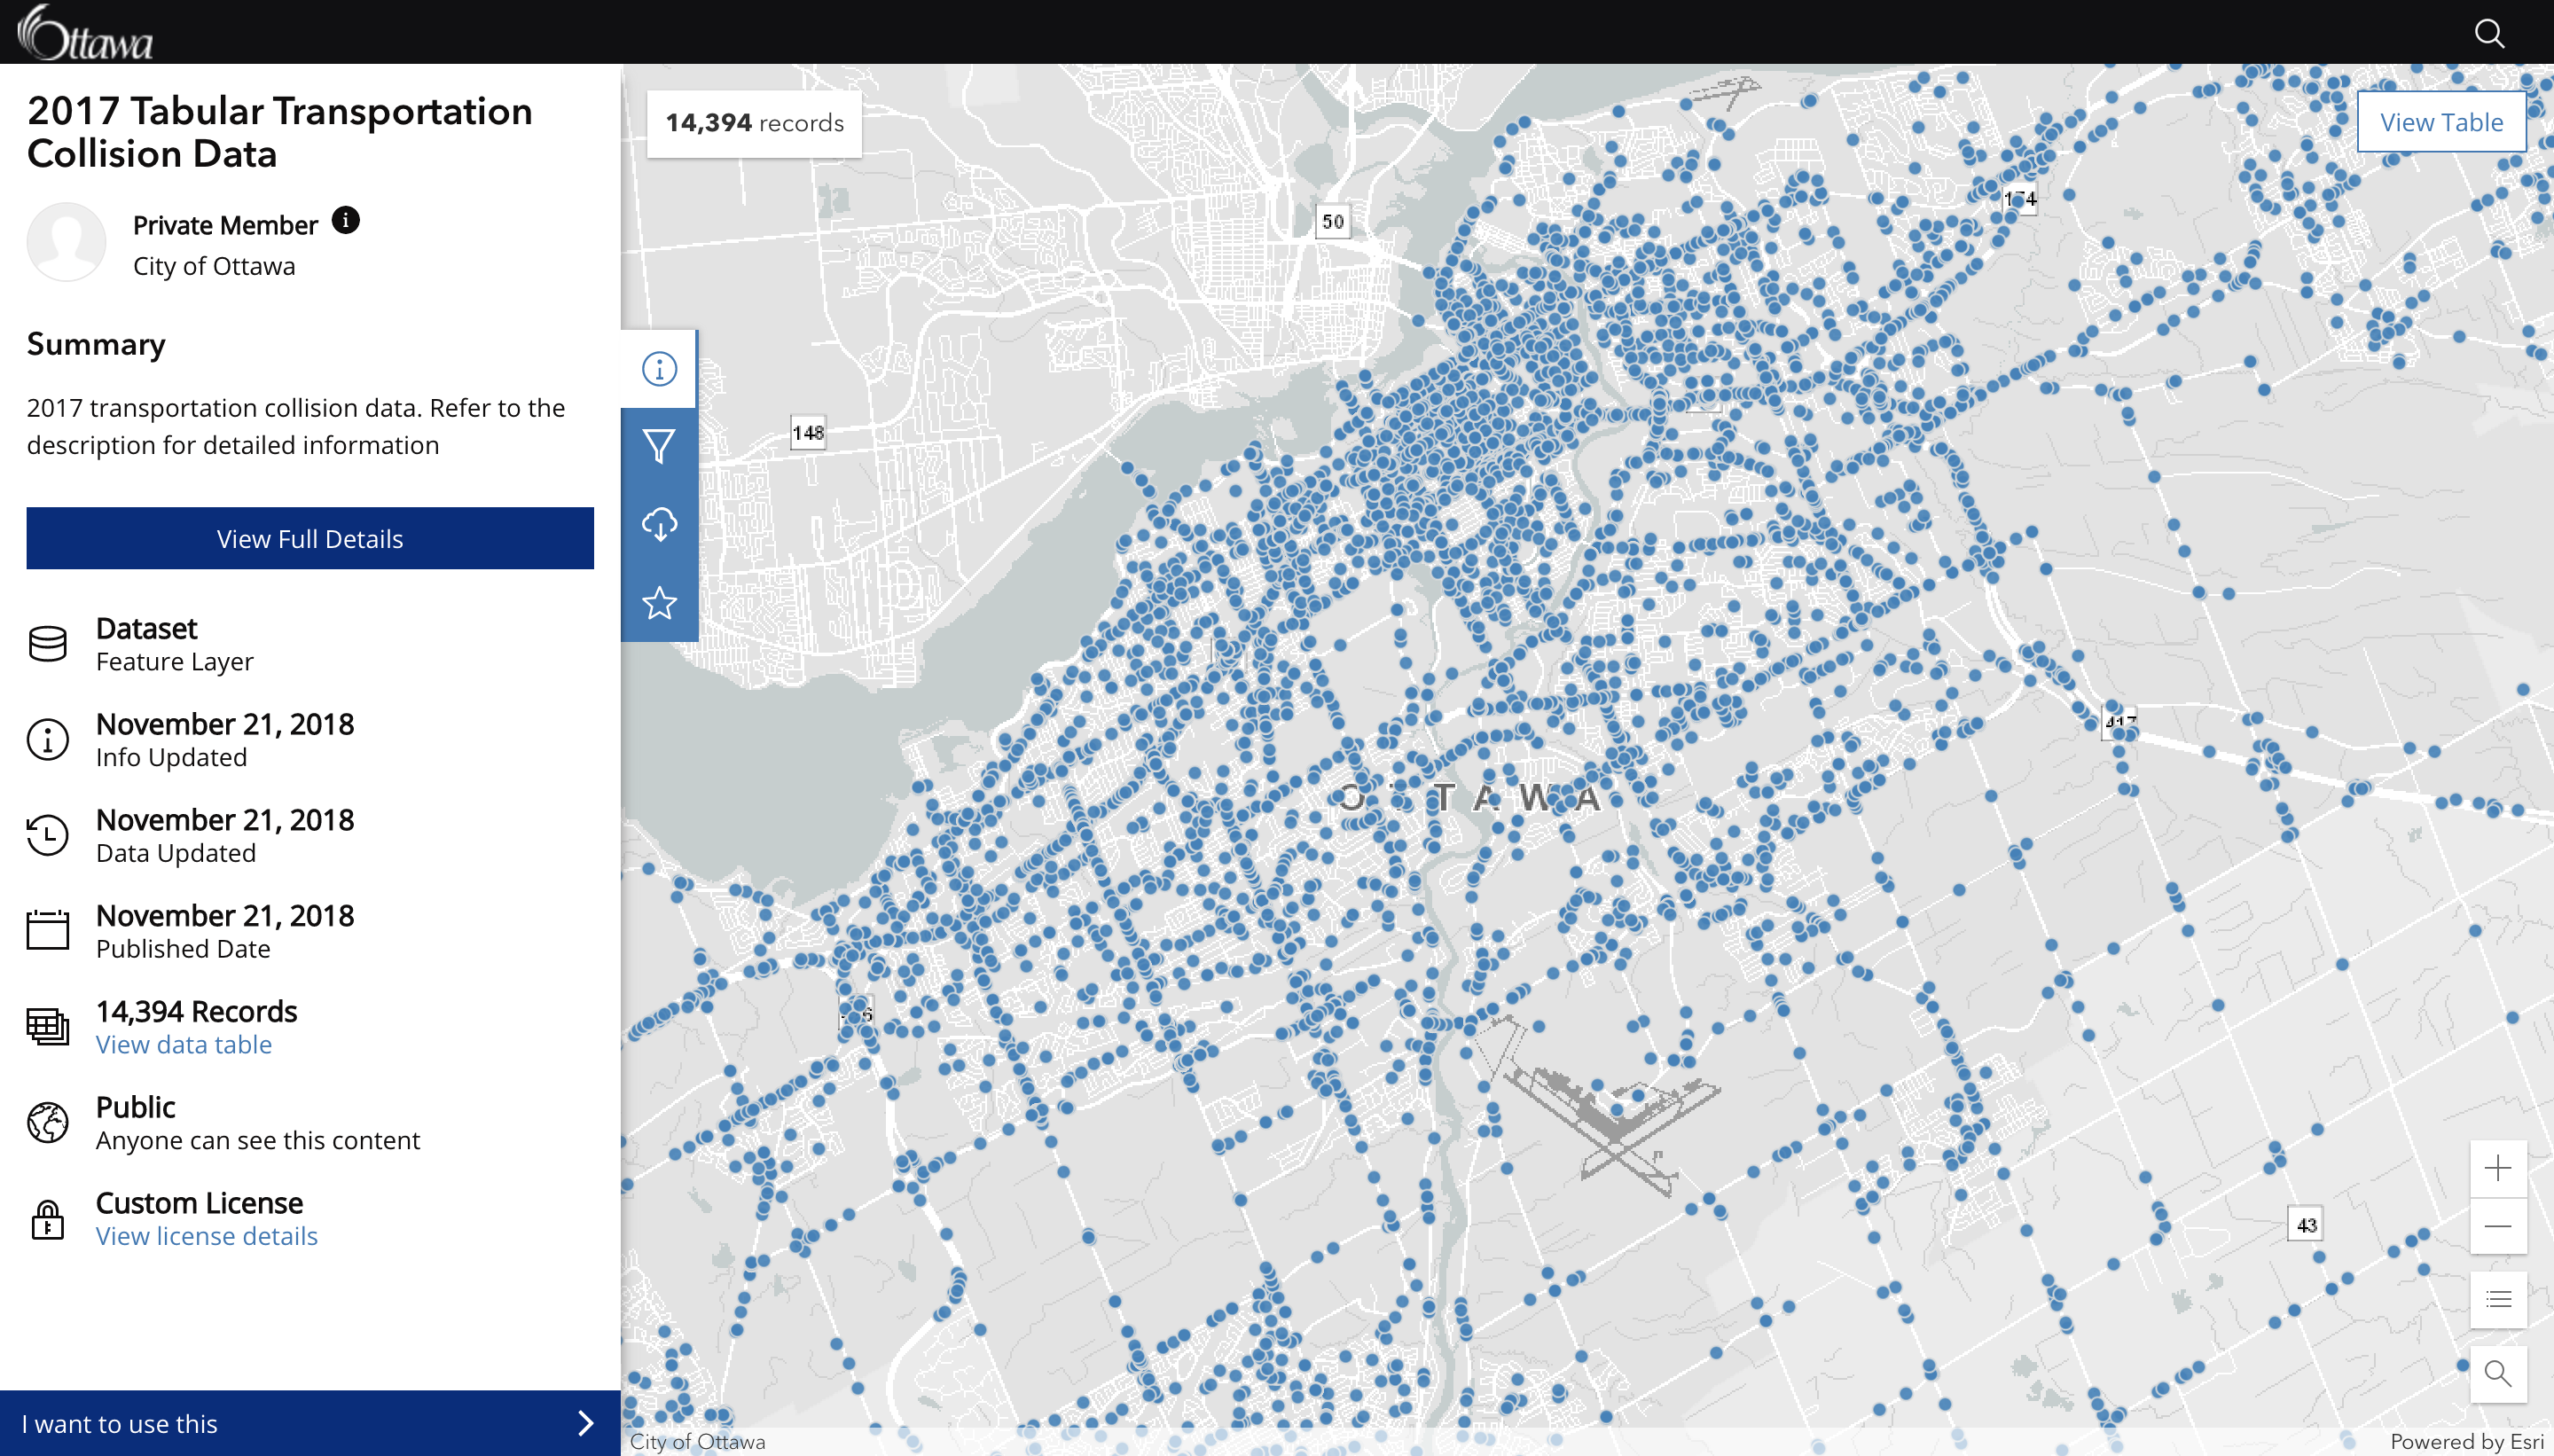 Ottawa
2017 Tabular Transportation
Collision Data
Private Member
City of Ottawa
Summary
2017 transportation collision data. Refer to the
description for detailed information
View Full Details
Dataset
Feature Layer
November 21, 2018
Info Updated
November 21, 2018
Data Updated
November 21, 2018
Published Date
14,394 Records
View data table
Public
Anyone can see this content
Custom License
View license details
I want to use this
14,394 records
View Table
50
148
417
OTTAWA
43
City of Ottawa
Powered by Esri